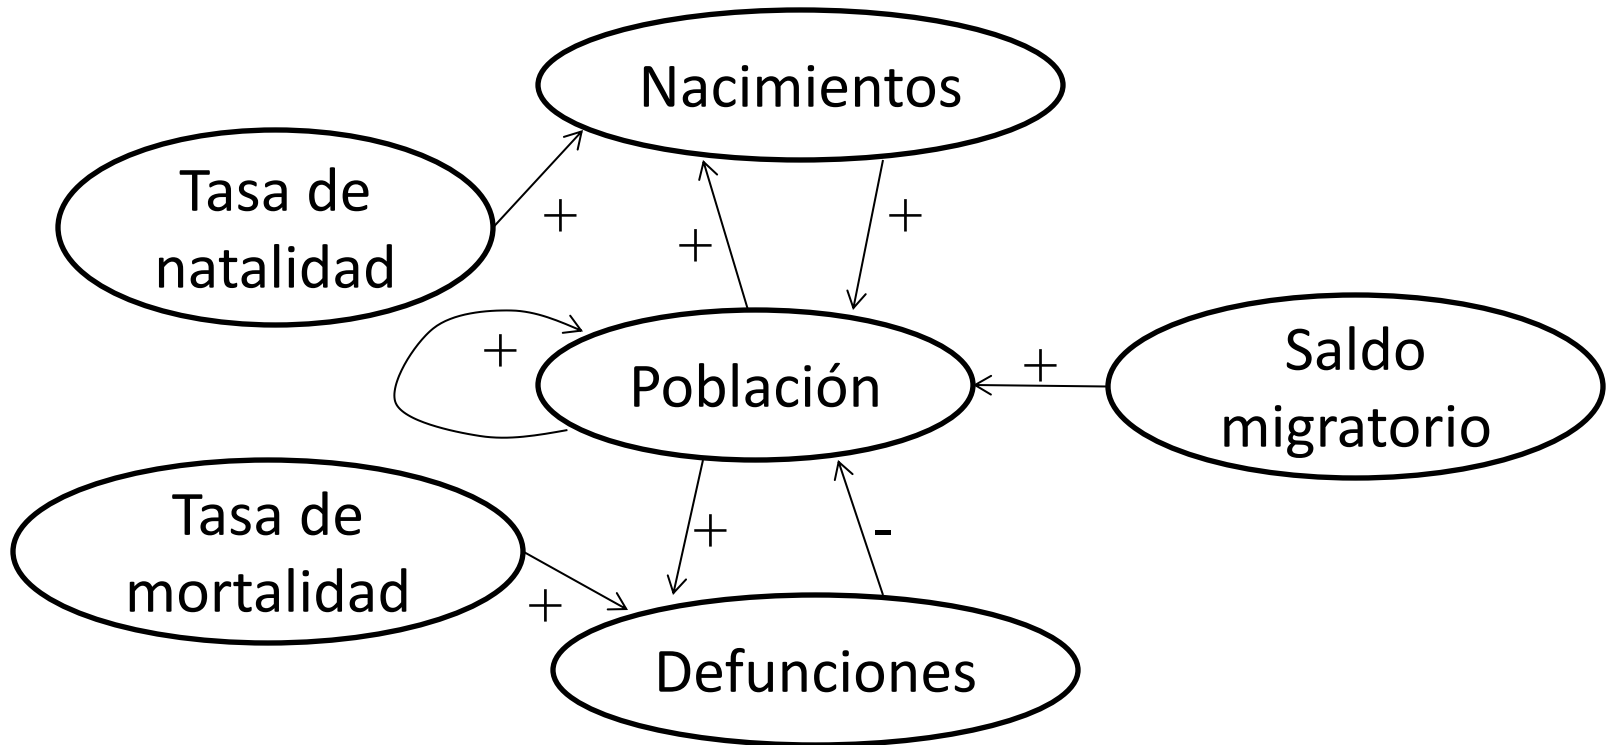 Nacimientos
Tasa de
natalidad
+
+
+
+
Población
+
Saldo
migratorio
Tasa de
mortalidad
+
+
-
Defunciones